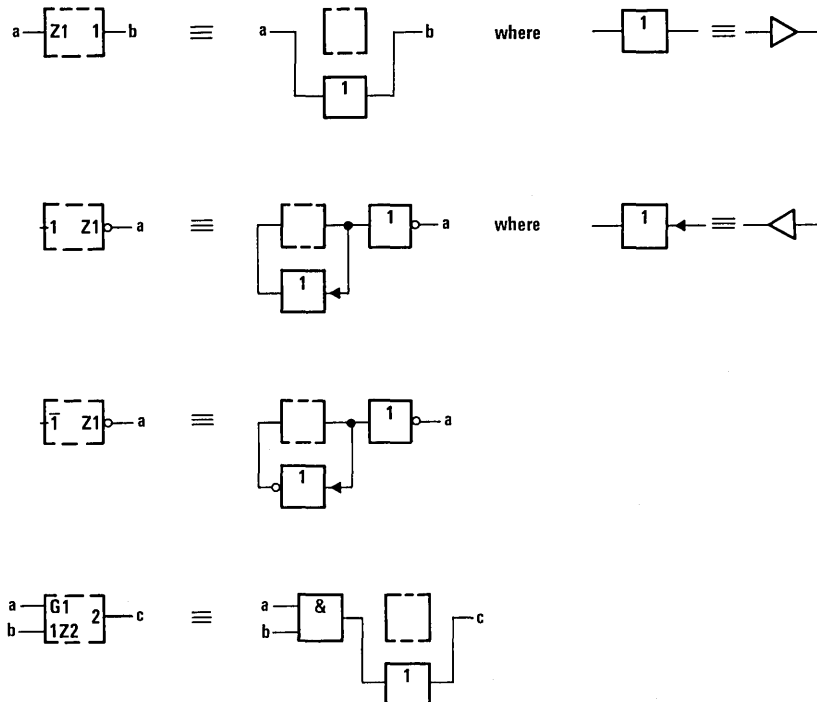 a Z1 1 b ≡ a 1 b where 1 ≡
1 Z1 a ≡ 1 1 a where 1 ≡
1̅ Z1 a ≡ 1 1 a
a G1 2 c ≡ a & c
b 1Z2 b 1